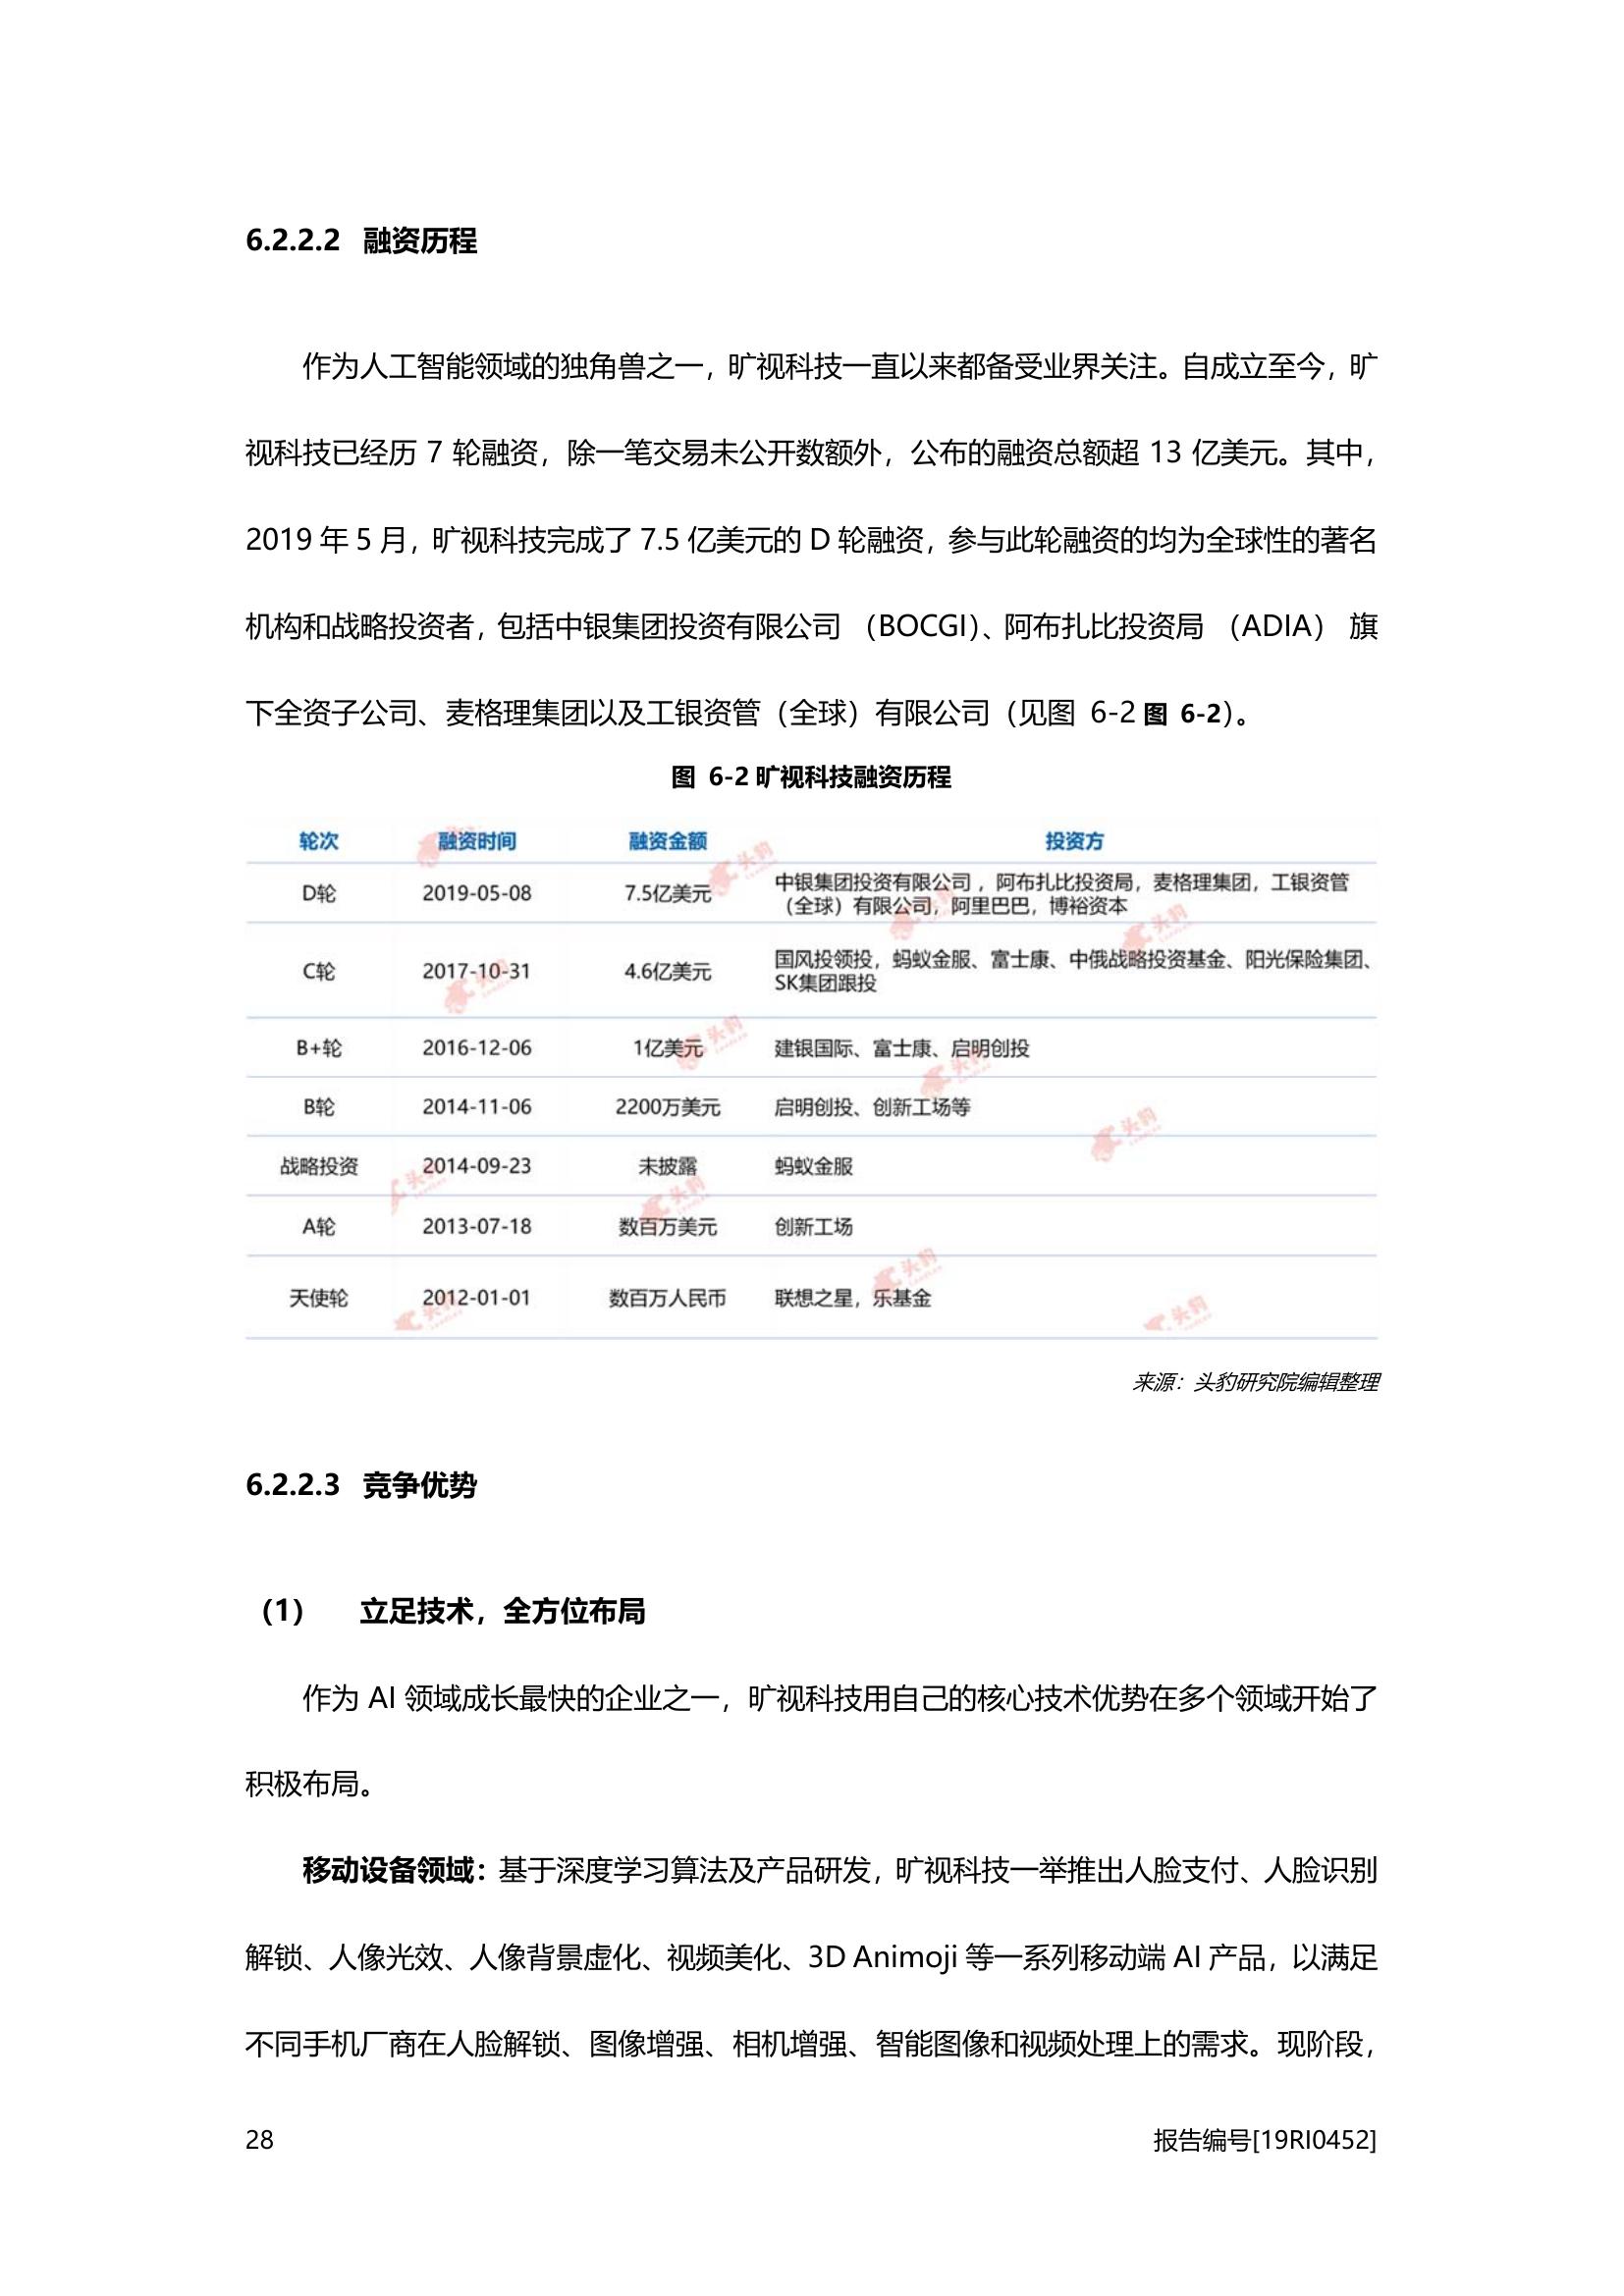 6.2.2.2 融资历程
作为人工智能领域的独角兽之一，旷视科技一直以来都备受业界关注。自成立至今，旷
视科技已经历 7 轮融资，除一笔交易未公开数额外，公布的融资总额超 13 亿美元。其中，
2019 年 5 月，旷视科技完成了 7.5 亿美元的 D 轮融资，参与此轮融资的均为全球性的著名
机构和战略投资者，包括中银集团投资有限公司 （BOCGI）、阿布扎比投资局 （ADIA） 旗
下全资子公司、麦格理集团以及工银资管（全球）有限公司（见图 6-2 图 6-2）。
图 6-2 旷视科技融资历程
轮次 融资时间 融资金额 投资方
D轮 2019-05-08 7.5亿美元 中银集团投资有限公司 ，阿布扎比投资局，麦格理集团，工银资管
（全球）有限公司，阿里巴巴，博裕资本
C轮 2017-10-31 4.6亿美元 国风投领投，蚂蚁金服、富士康、中俄战略投资基金、阳光保险集团、
SK集团跟投
B+轮 2016-12-06 1亿美元 建银国际、富士康、启明创投
B轮 2014-11-06 2200万美元 启明创投、创新工场等
战略投资 2014-09-23 未披露 蚂蚁金服
A轮 2013-07-18 数百万美元 创新工场
天使轮 2012-01-01 数百万人民币 联想之星，乐基金
来源：头豹研究院编辑整理
6.2.2.3 竞争优势
（1） 立足技术，全方位布局
作为 AI 领域成长最快的企业之一，旷视科技用自己的核心技术优势在多个领域开始了
积极布局。
移动设备领域：基于深度学习算法及产品研发，旷视科技一举推出人脸支付、人脸识别
解锁、人像光效、人像背景虚化、视频美化、3D Animoji 等一系列移动端 AI 产品，以满足
不同手机厂商在人脸解锁、图像增强、相机增强、智能图像和视频处理上的需求。现阶段，
28 报告编号[19RI0452]